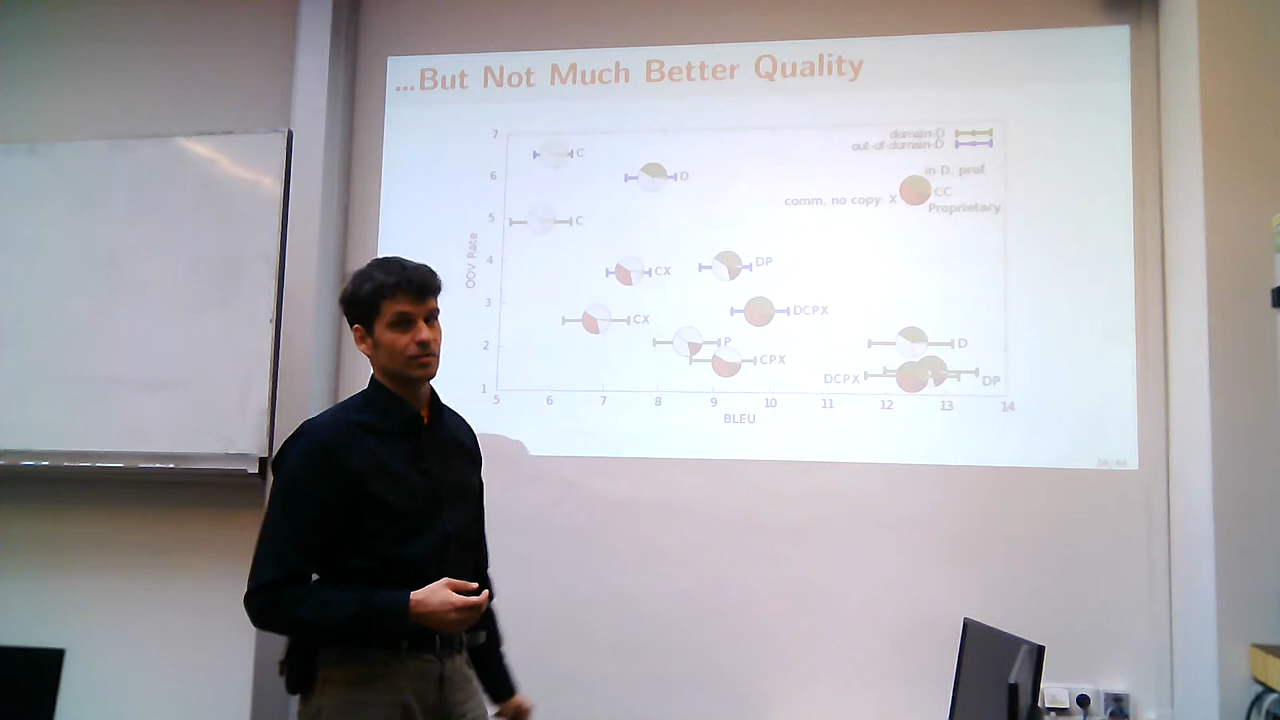 ...But Not Much Better Quality
7
6
5
4
3
2
1
OOV Rate
5 6 7 8 9 10 11 12 13 14
BLEU
domain-D
out-of-domain-D
in D. prof
comm. no copy: X
CC
Proprietary
C
D
C
CX
DP
CX
DCPX
P
CPX
D
DCPX
DP